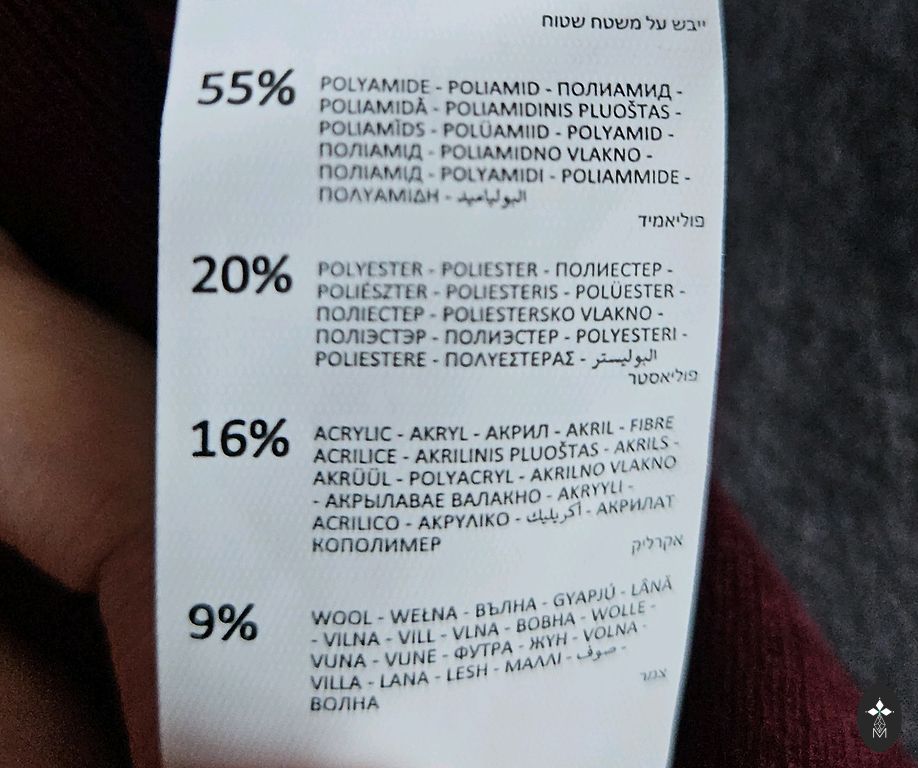 ייבש על משטח שטוח
55% POLYAMIDE - POLIAMID - ПОЛИАМИД -
POLIAMIDĂ - POLIAMIDINIS PLUOŠTAS -
POLIAMĪDS - POLÜAMIID - POLYAMID -
ПОЛІАМІД - POLIAMIDNO VLAKNO -
ПОЛІАМІД - POLYAMIDI - POLIAMMIDE -
ΠΟΛΥΑΜΙΔΗ - البولياميد
פוליאמיד
20% POLYESTER - POLIESTER - ПОЛИЕСТЕР -
POLIÉSZTER - POLIESTERIS - POLÜESTER -
ПОЛІЕСТЕР - POLIESTERSKO VLAKNO -
ПОЛІЭСТЭР - ПОЛИЭСТЕР - POLYESTERI -
POLIESTERE - ΠΟΛΥΕΣΤΕΡΑΣ - البوليستر
פוליאסטר
16% ACRYLIC - AKRYL - АКРИЛ - AKRIL - FIBRE
ACRILICE - AKRILINIS PLUOŠTAS - AKRILS -
AKRÜÜL - POLYACRYL - AKRILNO VLAKNO
- АКРЫЛАВАЕ ВАЛАКНО - AKRYYLI -
ACRILICO - ΑΚΡΥΛΙΚΟ - أكريليك - АКРИЛАТ
КОПОЛИМЕР
אקרליק
9% WOOL - WEŁNA - ВЪЛНА - GYAPJÚ - LÂNĂ
- VILNA - VILL - VLNA - ВОВНА - WOLLE -
VUNA - VUNE - ФУТРА - ЖҮН - VOLNA -
VILLA - LANA - LESH - ΜΑΛΛΙ - صوف -
ВОЛНА
צמר
M